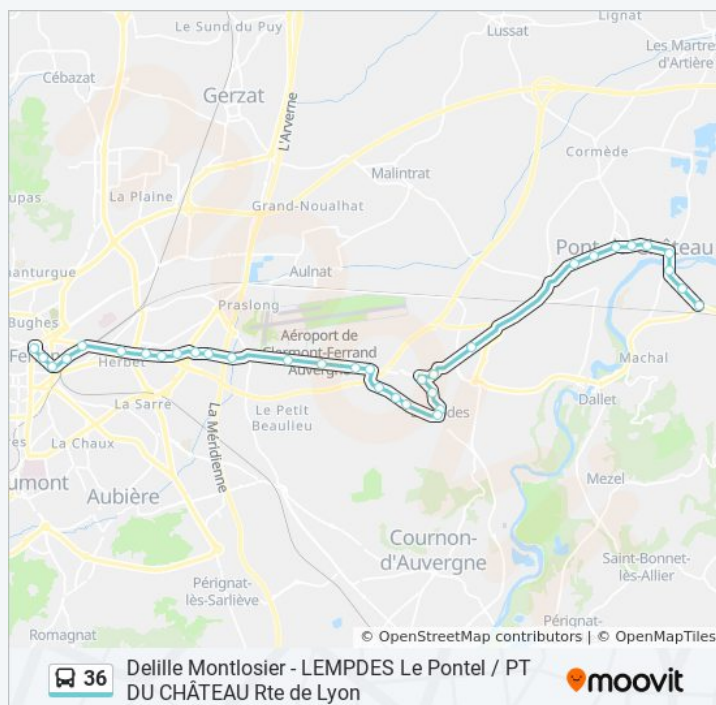 Le Sund du Puy
Lussat
Lignat
Les Martres
d'Artière
Cébazat
Gerzat
L'Arverne
Cormède
Malintrat
La Plaine
Grand-Noualhat
Pont-du-Château
Aulnat
Praslong
Aéroport de
Clermont-Ferrand
Auvergne
Herbet
Machal
La Sarre
Le Petit
Beaulieu
Dallet
La Chaux
La Méridienne
Mezel
Aubière
Cournon-
d'Auvergne
Saint-Bonnet-
lès-Allier
Pérignat
-lès-Sarliève
Pérignat-
Romagnat
© OpenStreetMap contributors | © OpenMapTiles
36
Delille Montlosier - LEMPDES Le Pontel / PT
DU CHÂTEAU Rte de Lyon
moovit